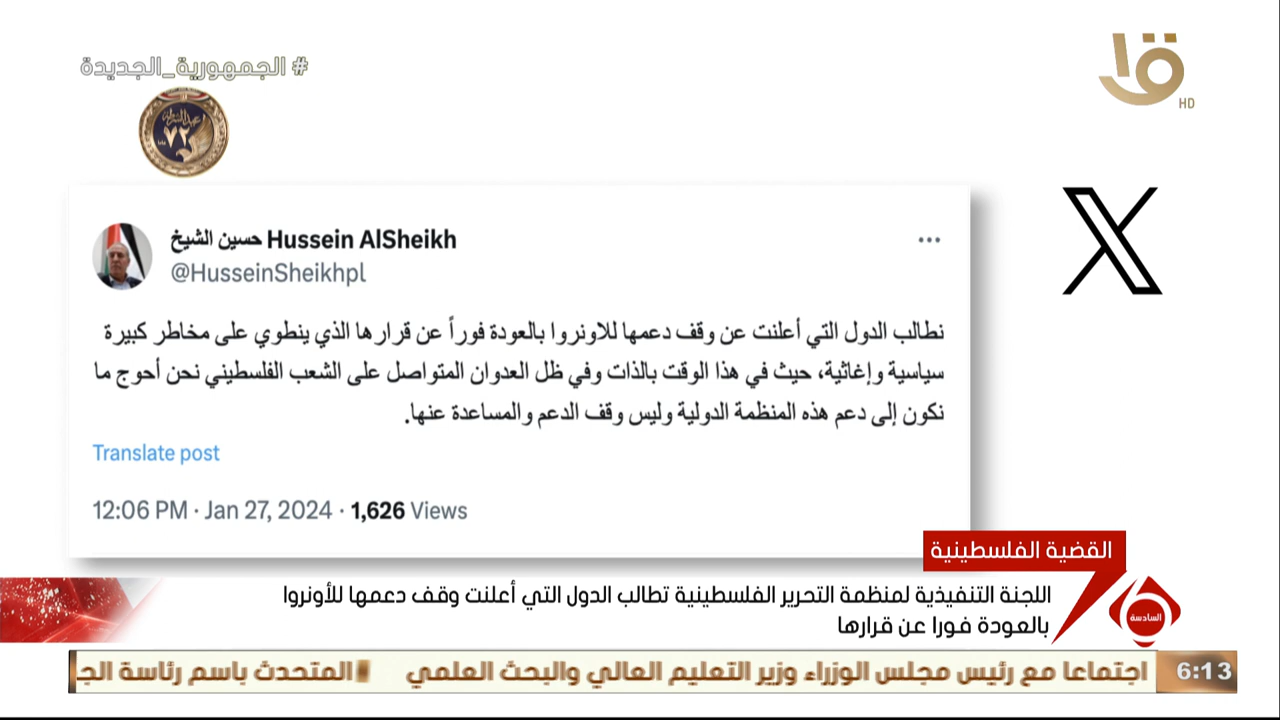 # الجمهورية_الجديدة
HD
عيد الشرطة
٧٢
حسين الشيخ Hussein AlSheikh
@HusseinSheikhpl
نطالب الدول التي أعلنت عن وقف دعمها للاونروا بالعودة فوراً عن قرارها الذي ينطوي على مخاطر كبيرة
سياسية وإغاثية، حيث في هذا الوقت بالذات وفي ظل العدوان المتواصل على الشعب الفلسطيني نحن أحوج ما
نكون إلى دعم هذه المنظمة الدولية وليس وقف الدعم والمساعدة عنها.
Translate post
12:06 PM · Jan 27, 2024 · 1,626 Views
القضية الفلسطينية
اللجنة التنفيذية لمنظمة التحرير الفلسطينية تطالب الدول التي أعلنت وقف دعمها للأونروا
بالعودة فورا عن قرارها
السادسة
6:13 اجتماعا مع رئيس مجلس الوزراء وزير التعليم العالي والبحث العلمي المتحدث باسم رئاسة الج